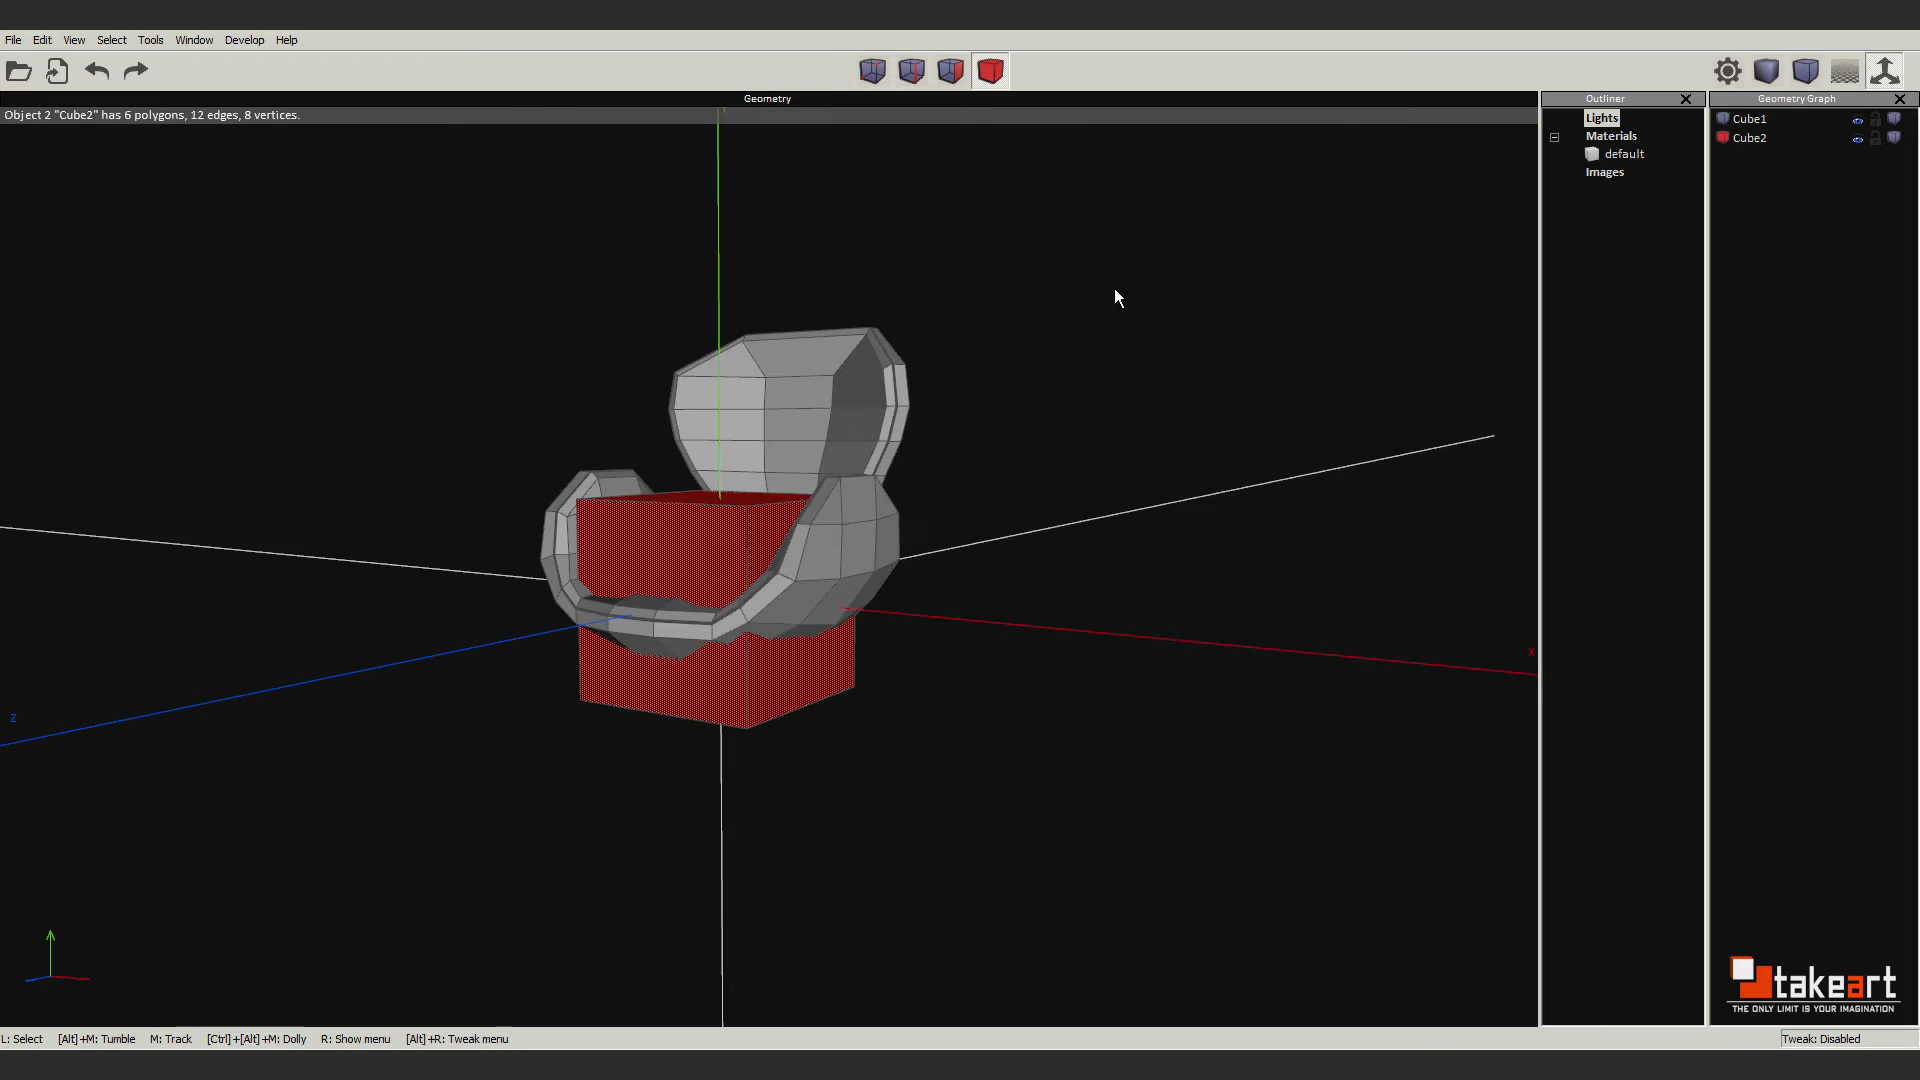 File Edit View Select Tools Window Develop Help
Geometry
Outliner
Geometry Graph
Object 2 "Cube2" has 6 polygons, 12 edges, 8 vertices.
Lights
Materials
default
Images
Cube1
Cube2
X
Z
takeart
THE ONLY LIMIT IS YOUR IMAGINATION
L: Select [Alt]+M: Tumble M: Track [Ctrl]+[Alt]+M: Dolly R: Show menu [Alt]+R: Tweak menu
Tweak: Disabled